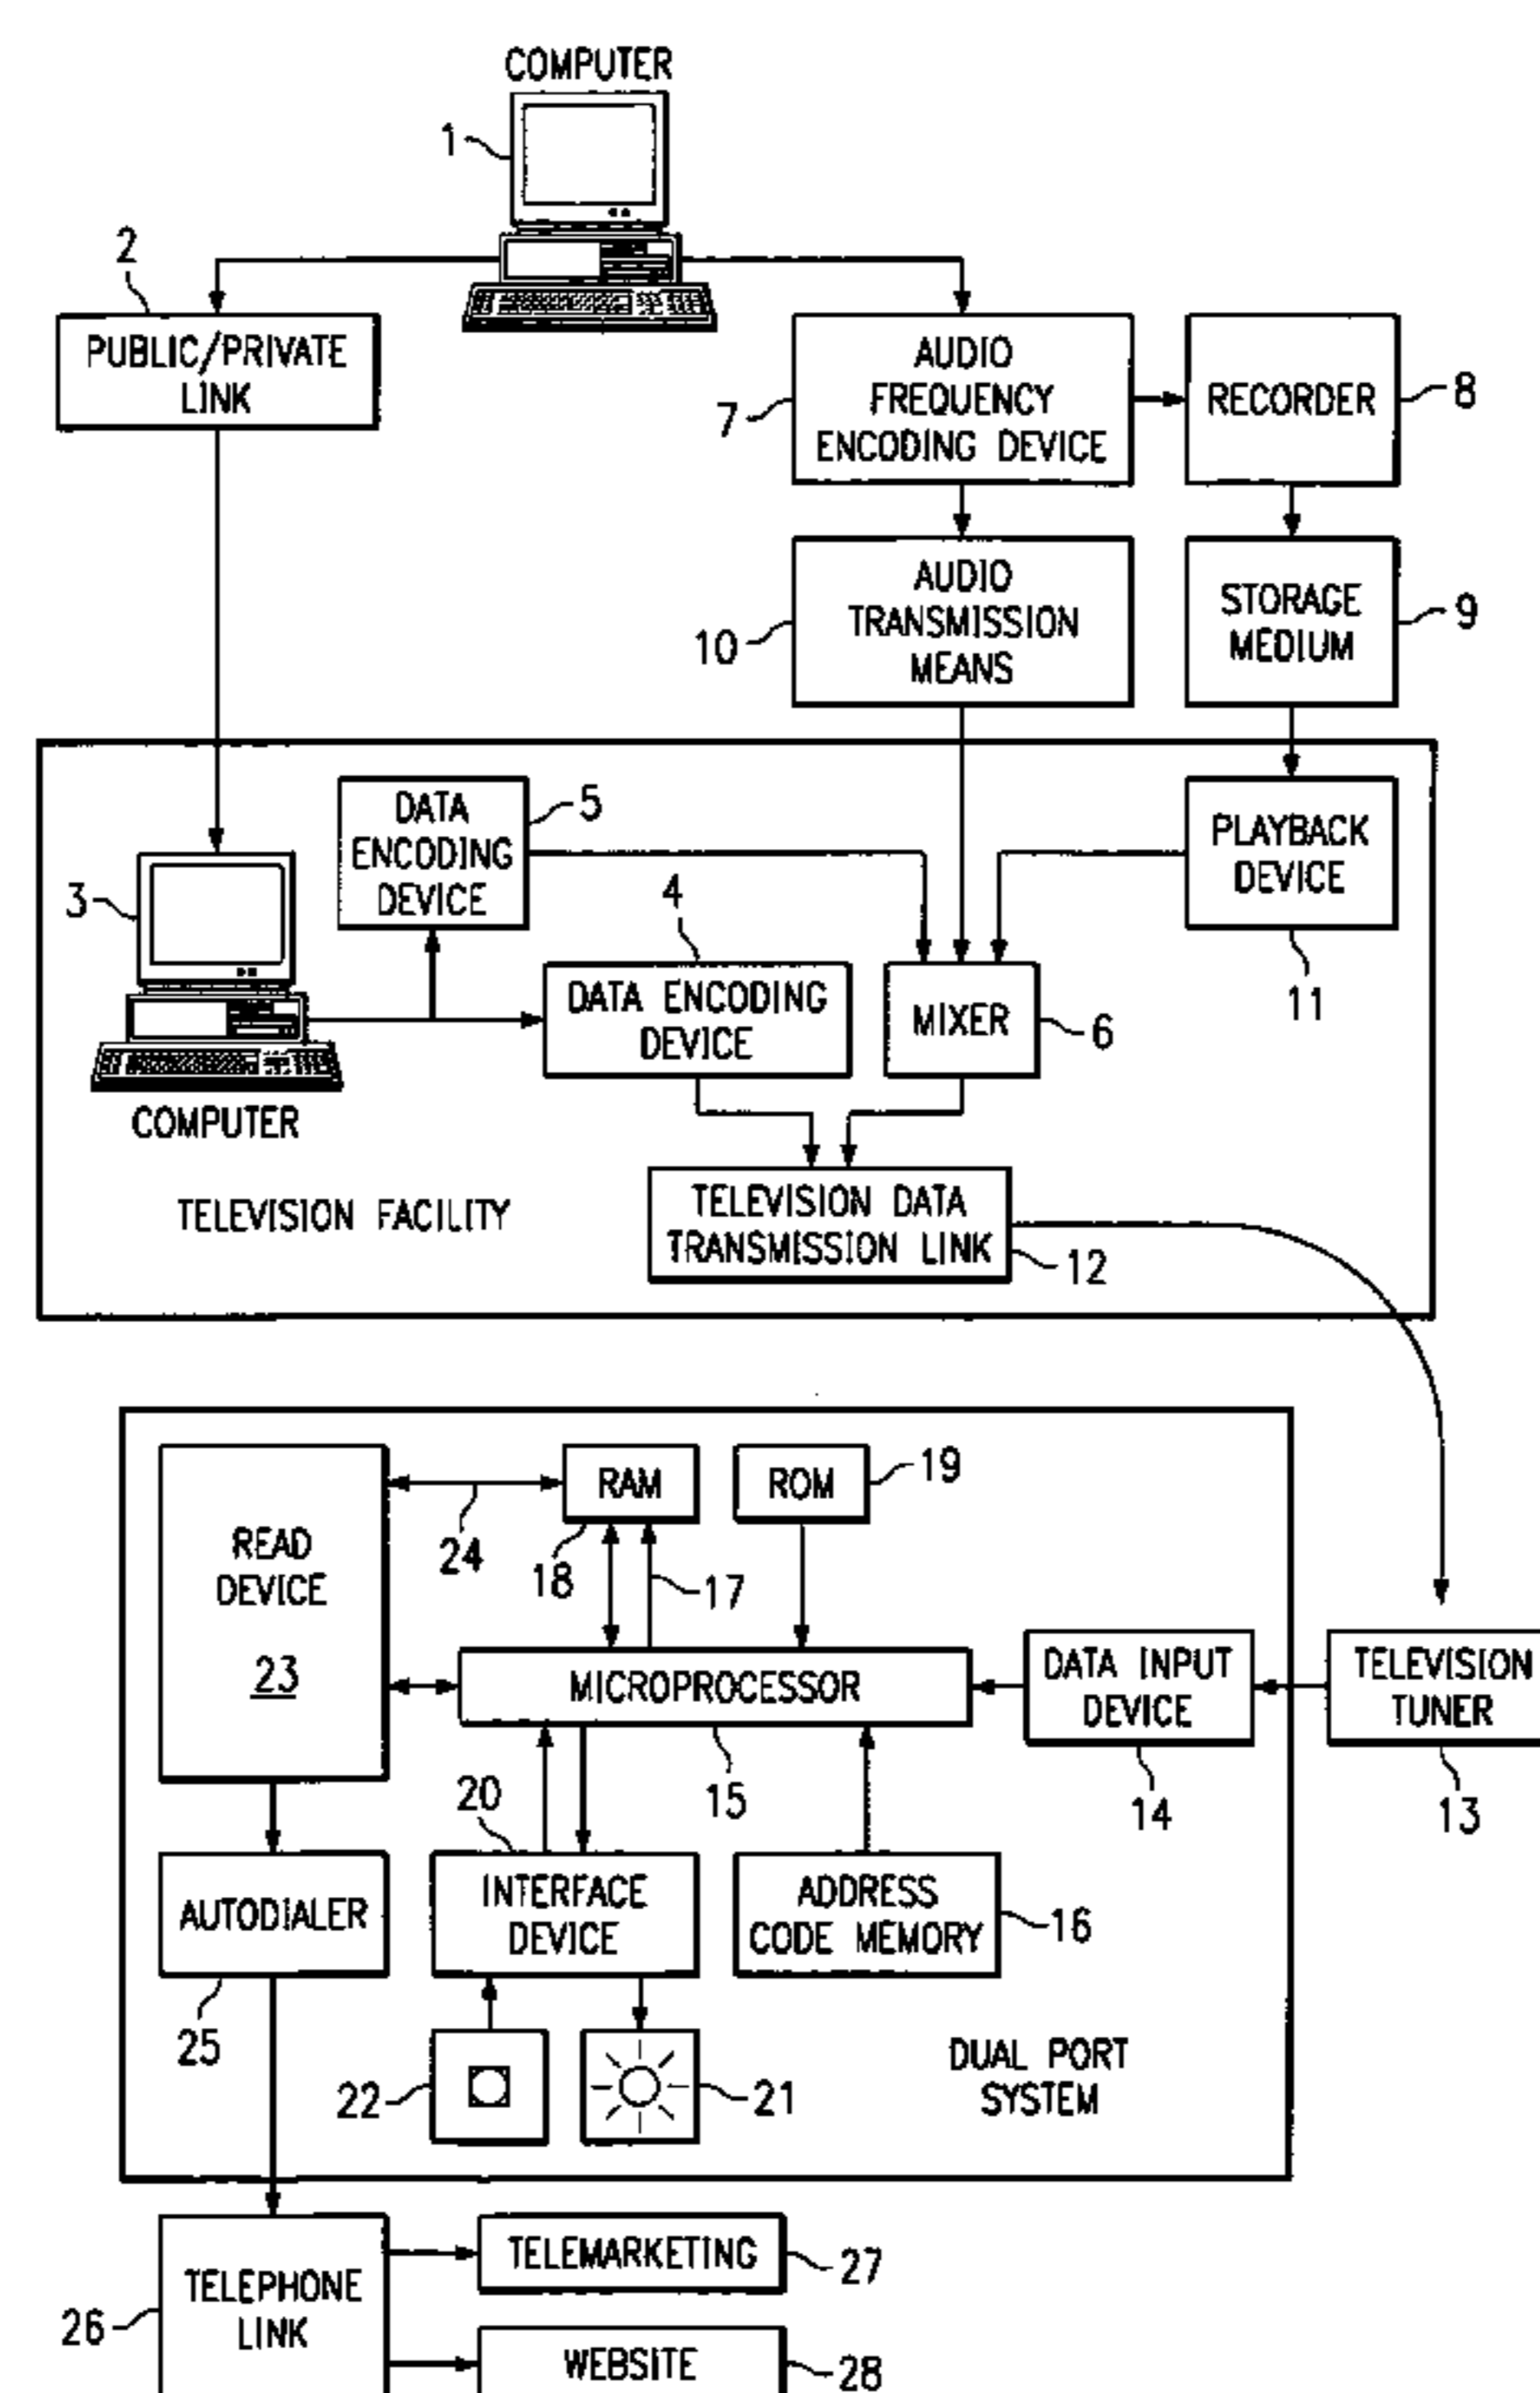 COMPUTER
1
2
PUBLIC/PRIVATE
LINK
AUDIO
FREQUENCY
ENCODING DEVICE
7
RECORDER
8
AUDIO
TRANSMISSION
MEANS
10
STORAGE
MEDIUM
9
DATA
ENCODING
DEVICE
5
PLAYBACK
DEVICE
11
3
COMPUTER
4
DATA ENCODING
DEVICE
MIXER
6
TELEVISION FACILITY
TELEVISION DATA
TRANSMISSION LINK
12
READ
DEVICE
23
24
RAM
18
17
ROM
19
MICROPROCESSOR
15
DATA INPUT
DEVICE
14
TELEVISION
TUNER
13
AUTODIALER
25
20
INTERFACE
DEVICE
ADDRESS
CODE MEMORY
16
22
21
DUAL PORT
SYSTEM
TELEPHONE
LINK
26
TELEMARKETING
27
WEBSITE
28